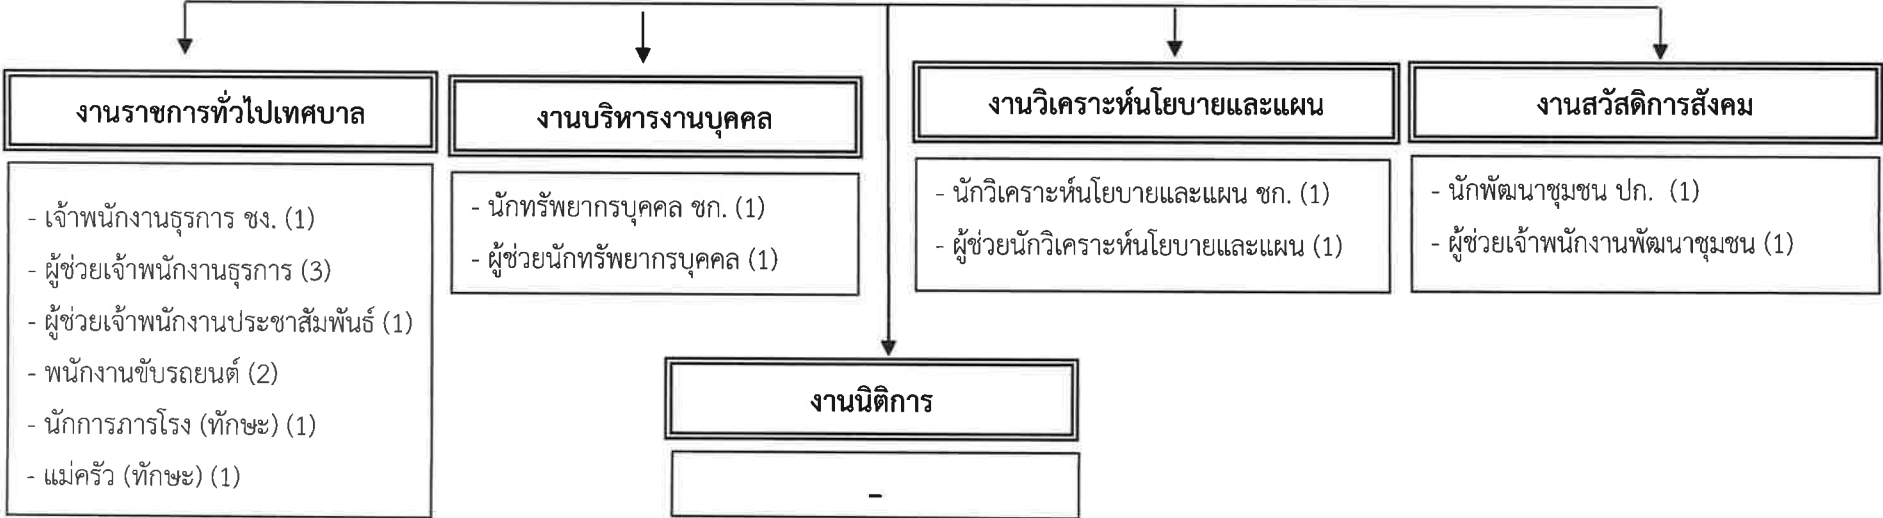 งานราชการทั่วไปเทศบาล
- เจ้าพนักงานธุรการ ชง. (1)
- ผู้ช่วยเจ้าพนักงานธุรการ (3)
- ผู้ช่วยเจ้าพนักงานประชาสัมพันธ์ (1)
- พนักงานขับรถยนต์ (2)
- นักการภารโรง (ทักษะ) (1)
- แม่ครัว (ทักษะ) (1)
งานบริหารงานบุคคล
- นักทรัพยากรบุคคล ชก. (1)
- ผู้ช่วยนักทรัพยากรบุคคล (1)
งานวิเคราะห์นโยบายและแผน
- นักวิเคราะห์นโยบายและแผน ชก. (1)
- ผู้ช่วยนักวิเคราะห์นโยบายและแผน (1)
งานสวัสดิการสังคม
- นักพัฒนาชุมชน ปก. (1)
- ผู้ช่วยเจ้าพนักงานพัฒนาชุมชน (1)
งานนิติการ
-